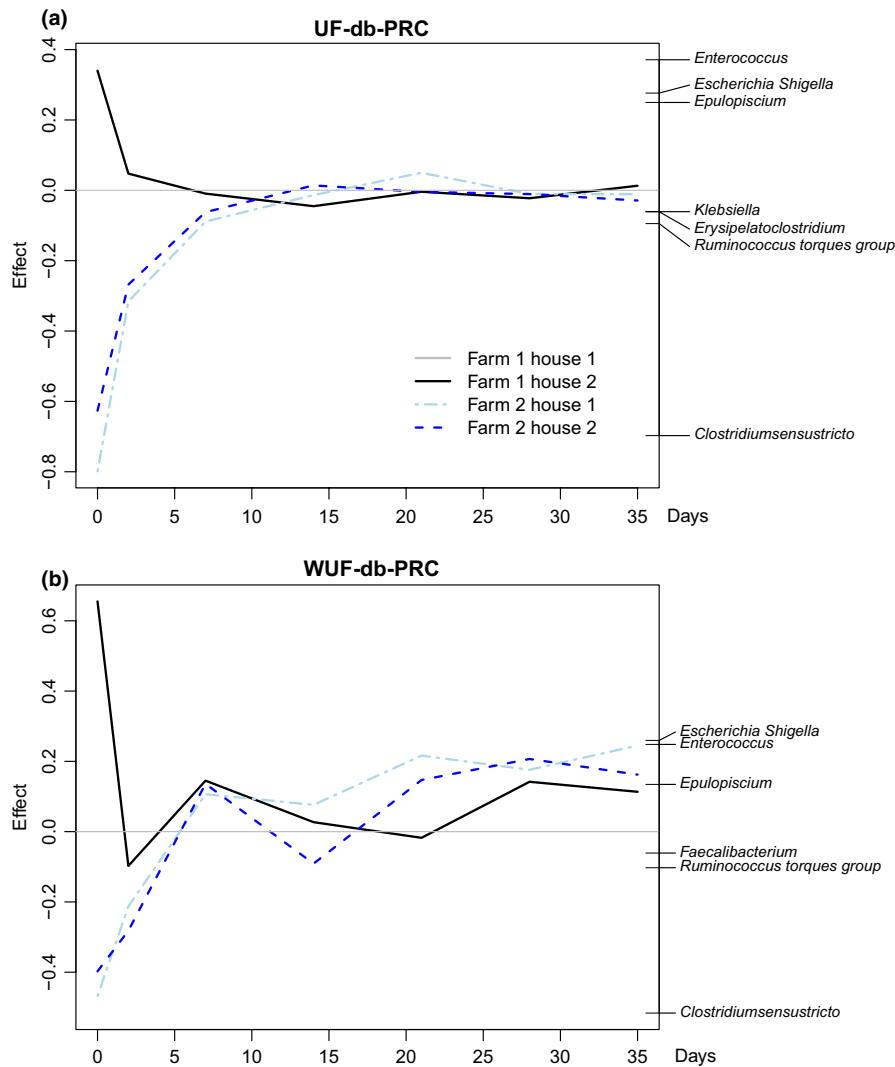 (a)
UF-db-PRC
0.4
0.2
0.0
−0.2
−0.4
−0.6
−0.8
Effect
Enterococcus
Escherichia Shigella
Epulopiscium
Klebsiella
Erysipelatoclostridium
Ruminococcus torques group
Clostridiumsensustricto
Farm 1 house 1
Farm 1 house 2
Farm 2 house 1
Farm 2 house 2
0 5 10 15 20 25 30 35 Days
(b)
WUF-db-PRC
0.6
0.4
0.2
0.0
−0.4
Effect
Escherichia Shigella
Enterococcus
Epulopiscium
Faecalibacterium
Ruminococcus torques group
Clostridiumsensustricto
0 5 10 15 20 25 30 35 Days